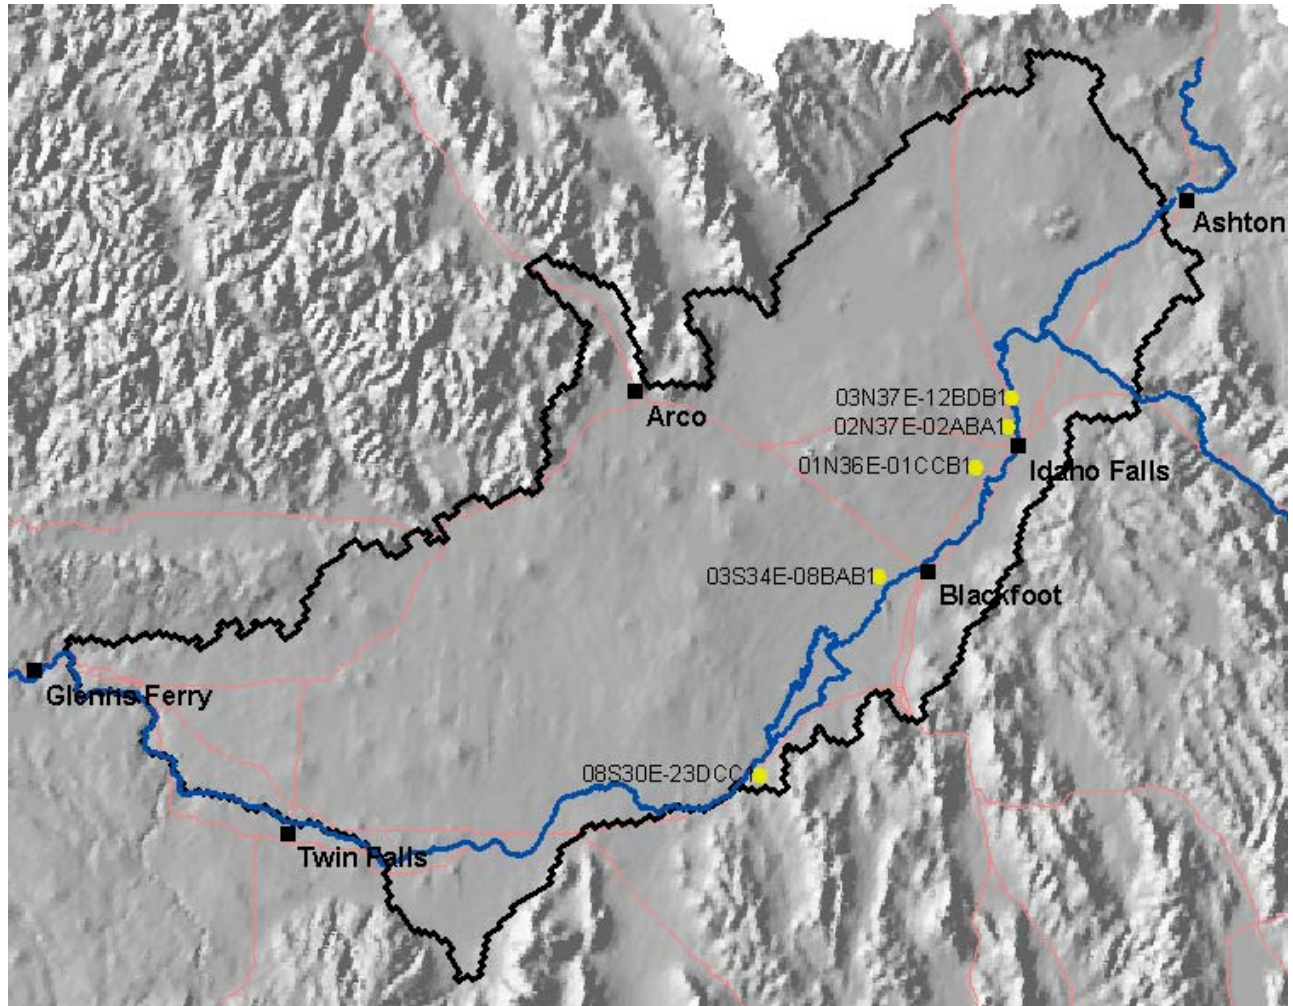 Ashton
03N37E-12BDB1
Arco
02N37E-02ABA1
01N36E-01CCB1
Idaho Falls
03S34E-08BAB1
Blackfoot
Glenns Ferry
08S30E-23DCC1
Twin Falls